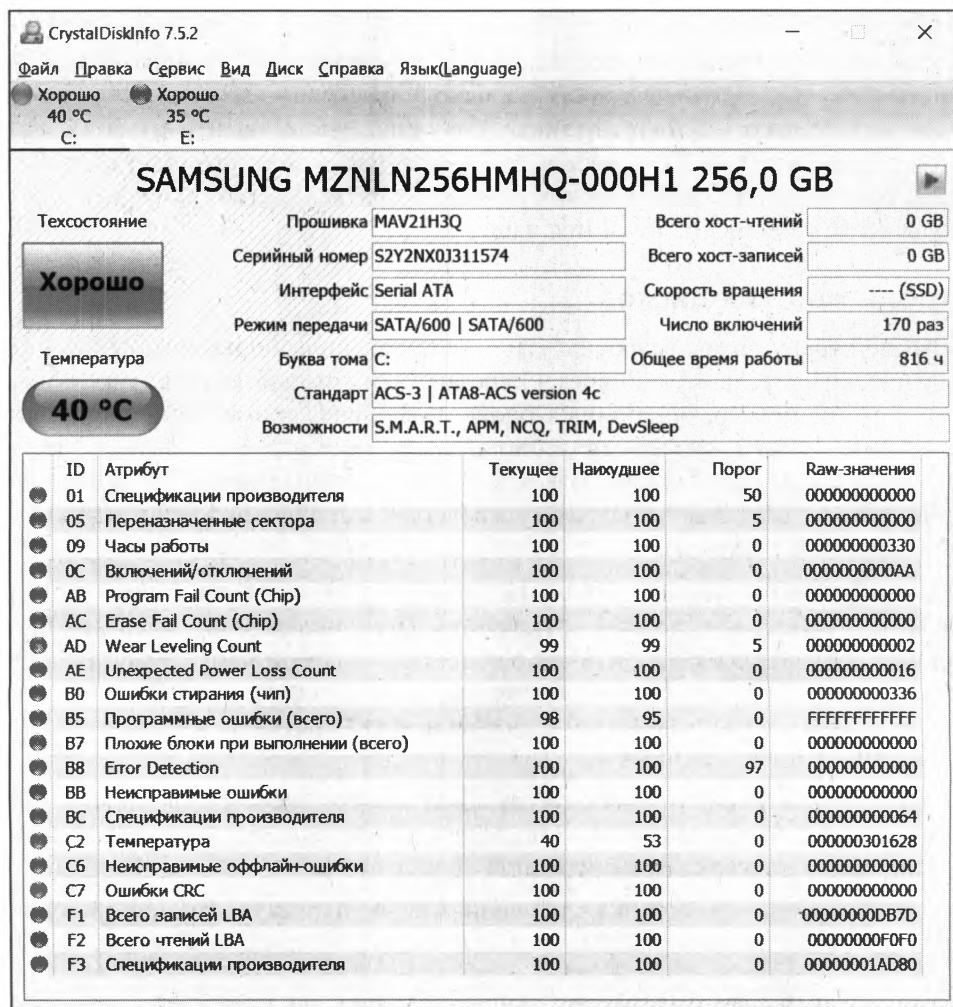 CrystalDiskInfo 7.5.2
Файл Правка Сервис Вид Диск Справка Язык(Language)
Хорошо Хорошо
40 °C 35 °C
C: E:
SAMSUNG MZNLN256HMHQ-000H1 256,0 GB
Техсостояние Прошивка MAV21H3Q Всего хост-чтений 0 GB
Хорошо Серийный номер S2Y2NX0J311574 Всего хост-записей 0 GB
Интерфейс Serial ATA Скорость вращения ---- (SSD)
Режим передачи SATA/600 | SATA/600 Число включений 170 раз
Температура Буква тома C: Общее время работы 816 ч
40 °C Стандарт ACS-3 | ATA8-ACS version 4c
Возможности S.M.A.R.T., APM, NCQ, TRIM, DevSleep
ID Атрибут Текущее Наихудшее Порог Raw-значения
01 Спецификации производителя 100 100 50 000000000000
05 Переназначенные сектора 100 100 5 000000000000
09 Часы работы 100 100 0 000000000330
0C Включений/отключений 100 100 0 0000000000AA
AB Program Fail Count (Chip) 100 100 0 000000000000
AC Erase Fail Count (Chip) 100 100 0 000000000000
AD Wear Leveling Count 99 99 5 000000000002
AE Unexpected Power Loss Count 100 100 0 000000000016
B0 Ошибки стирания (чип) 100 100 0 000000000336
B5 Программные ошибки (всего) 98 95 0 FFFFFFFFFFFF
B7 Плохие блоки при выполнении (всего) 100 100 0 000000000000
B8 Error Detection 100 100 97 000000000000
BB Неисправимые ошибки 100 100 0 000000000000
BC Спецификации производителя 100 100 0 000000000064
C2 Температура 40 53 0 000000301628
C6 Неисправимые оффлайн-ошибки 100 100 0 000000000000
C7 Ошибки CRC 100 100 0 000000000000
F1 Всего записей LBA 100 100 0 00000000DB7D
F2 Всего чтений LBA 100 100 0 00000000F0F0
F3 Спецификации производителя 100 100 0 00000001AD80